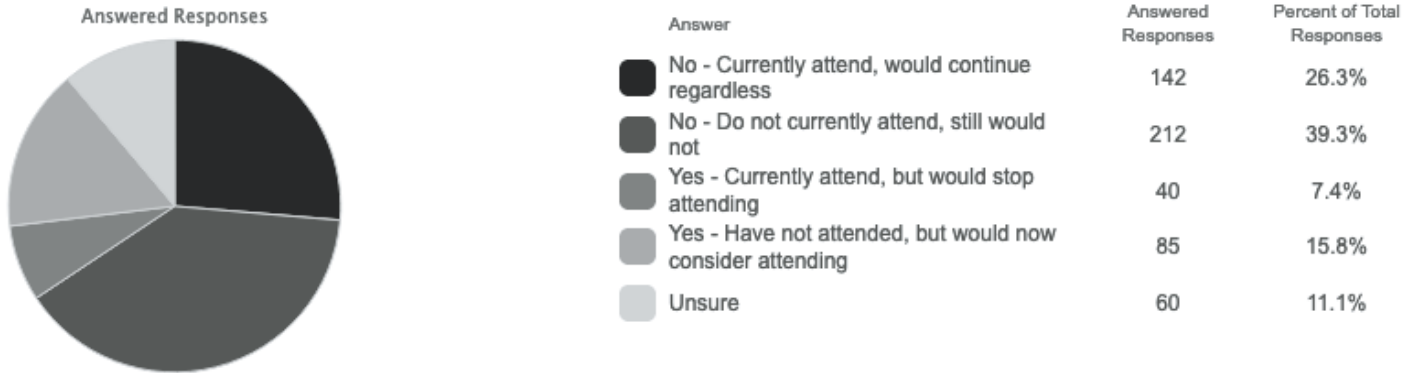 Answered Responses
Answer
Answered
Responses
Percent of Total
Responses
No - Currently attend, would continue
regardless
142
26.3%
No - Do not currently attend, still would
not
212
39.3%
Yes - Currently attend, but would stop
attending
40
7.4%
Yes - Have not attended, but would now
consider attending
85
15.8%
Unsure
60
11.1%